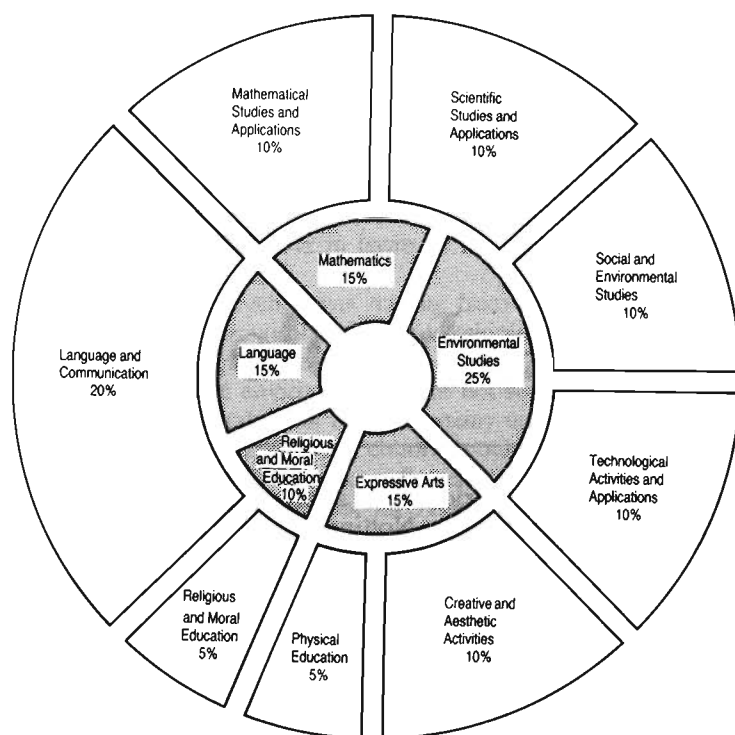 Mathematical
Studies and
Applications
10%
Scientific
Studies and
Applications
10%
Social and
Environmental
Studies
10%
Technological
Activities and
Applications
10%
Creative and
Aesthetic
Activities
10%
Physical
Education
5%
Religious
and Moral
Education
5%
Language and
Communication
20%
Mathematics
15%
Environmental
Studies
25%
Expressive Arts
15%
Religious
and Moral
Education
10%
Language
15%